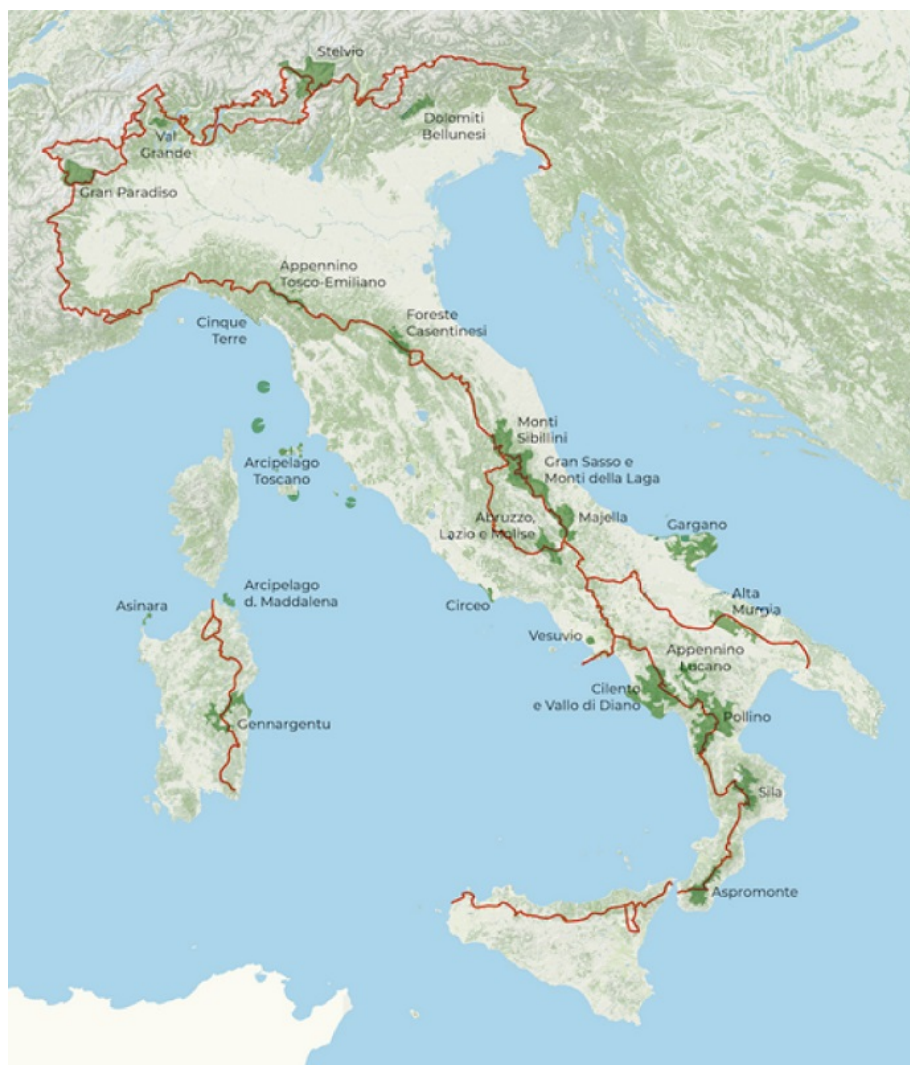 Stelvio
Dolomiti
Bellunesi
Val
Grande
Gran Paradiso
Appennino
Tosco-Emiliano
Foreste
Casentinesi
Cinque
Terre
Monti
Sibillini
Gran Sasso e
Monti della Laga
Arcipelago
Toscano
Abruzzo,
Lazio e Molise
Majella
Gargano
Arcipelago
d. Maddalena
Asinara
Circeo
Alta
Murgia
Vesuvio
Appennino
Lucano
Cilento
e Vallo di Diano
Pollino
Gennargentu
Sila
Aspromonte